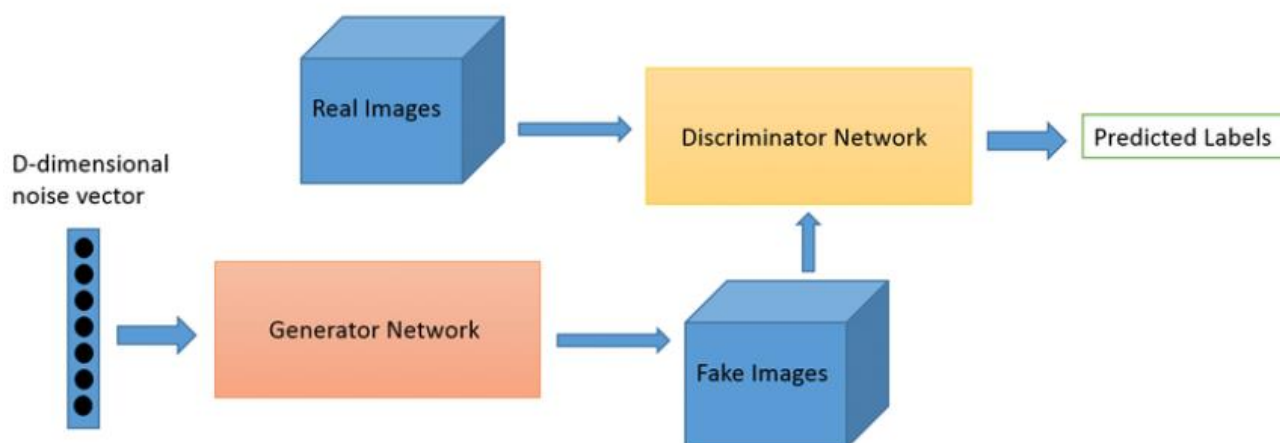 Real Images
Discriminator Network
Predicted Labels
D-dimensional
noise vector
Generator Network
Fake Images